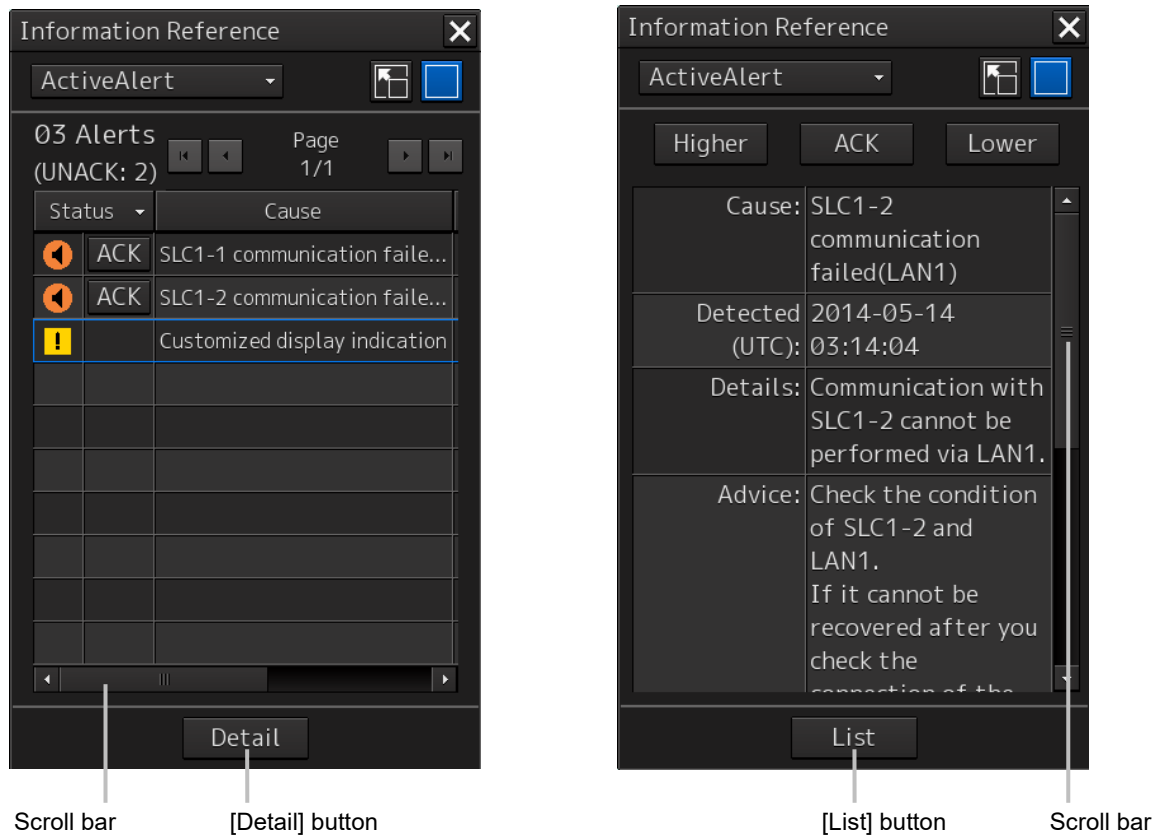 Information Reference
ActiveAlert
03 Alerts
(UNACK: 2)
Page
1/1
Status Cause
ACK SLC1-1 communication faile...
ACK SLC1-2 communication faile...
! Customized display indication
Detail
Scroll bar [Detail] button
Information Reference
ActiveAlert
Higher ACK Lower
Cause: SLC1-2
communication
failed(LAN1)
Detected 2014-05-14
(UTC): 03:14:04
Details: Communication with
SLC1-2 cannot be
performed via LAN1.
Advice: Check the condition
of SLC1-2 and
LAN1.
If it cannot be
recovered after you
check the
connection of the
List
[List] button Scroll bar